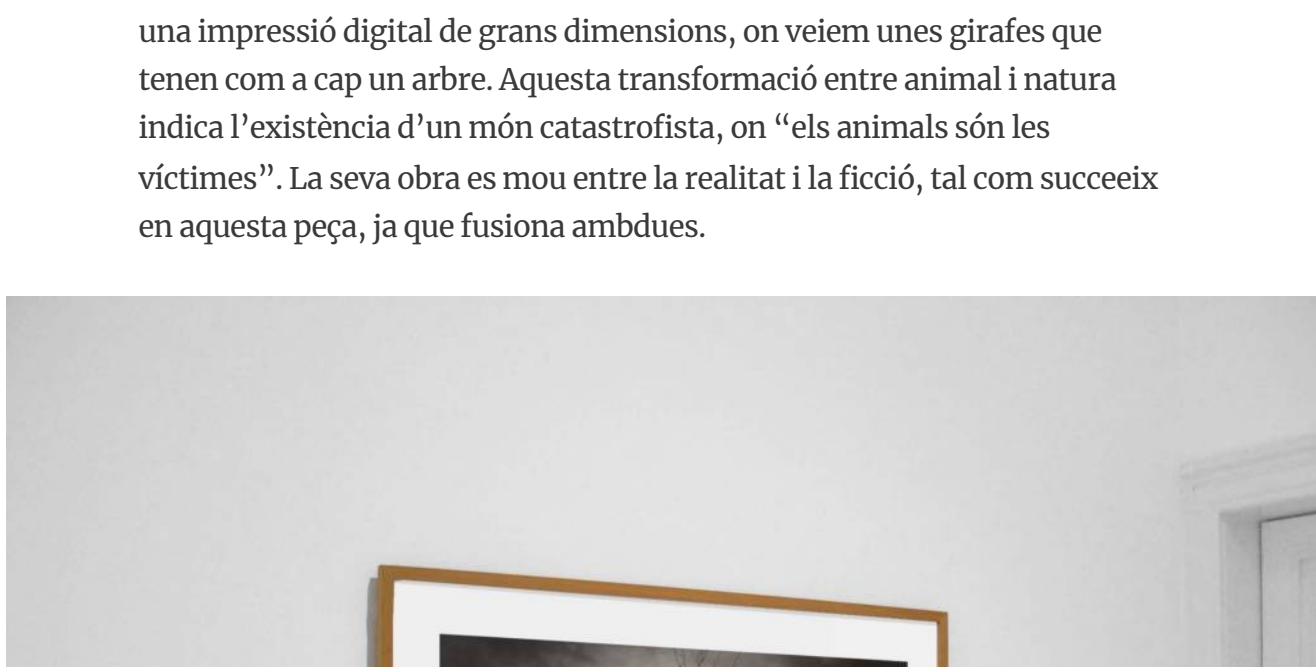 una impressió digital de grans dimensions, on veiem unes girafes que
tenen com a cap un arbre. Aquesta transformació entre animal i natura
indica l’existència d’un món catastrofista, on “els animals són les
víctimes”. La seva obra es mou entre la realitat i la ficció, tal com succeeix
en aquesta peça, ja que fusiona ambdues.